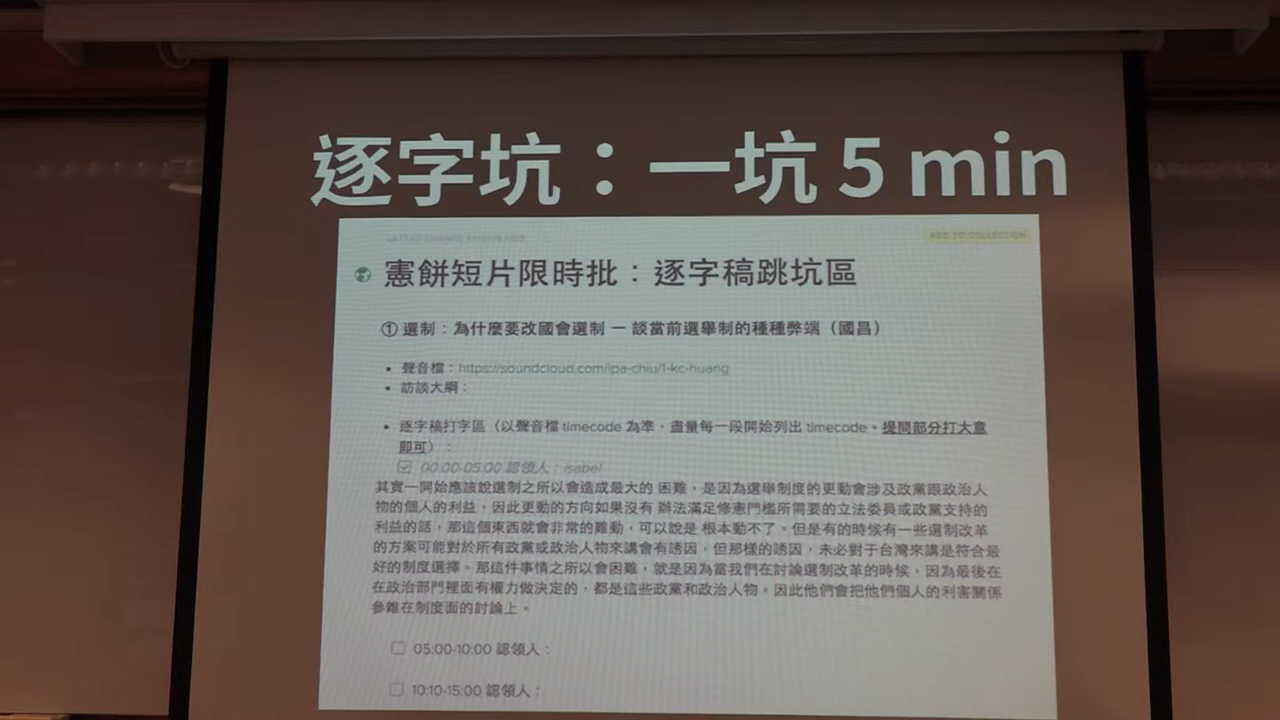 逐字坑：一坑 5 min
ADD TO COLLECTION
憲餅短片限時批：逐字稿跳坑區
① 選制：為什麼要改國會選制 — 談當前選舉制的種種弊端（國昌）
• 聲音檔：https://soundcloud.com/ipa-chiu/1-kc-huang
• 訪談大綱：
• 逐字稿打字區（以聲音檔 timecode 為準，盡量每一段開始列出 timecode。提問部分打大意
即可）：
00:00-05:00 認領人：isabel
其實一開始應該說選制之所以會造成最大的 困難，是因為選舉制度的更動會涉及政黨跟政治人
物的個人的利益，因此更動的方向如果沒有 辦法滿足修憲門檻所需要的立法委員或政黨支持的
利益的話，那這個東西就會非常的難動，可以說是 根本動不了。但是有的時候有一些選制改革
的方案可能對於所有政黨或政治人物來講會有誘因，但那樣的誘因，未必對于台灣來講是符合最
好的制度選擇。那這件事情之所以會困難，就是因為當我們在討論選制改革的時候，因為最後在
在政治部門裡面有權力做決定的，都是這些政黨和政治人物。因此他們會把他們個人的利害關係
參雜在制度面的討論上。
05:00-10:00 認領人：
10:10-15:00 認領人：